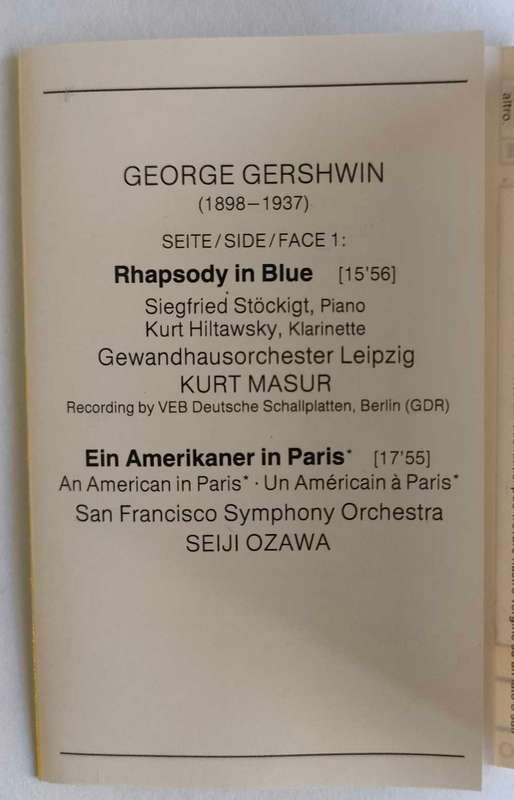 GEORGE GERSHWIN
(1898–1937)
SEITE/SIDE/FACE 1:
Rhapsody in Blue [15'56]
Siegfried Stöckigt, Piano
Kurt Hiltawsky, Klarinette
Gewandhausorchester Leipzig
KURT MASUR
Recording by VEB Deutsche Schallplatten, Berlin (GDR)
Ein Amerikaner in Paris* [17'55]
An American in Paris* · Un Américain à Paris*
San Francisco Symphony Orchestra
SEIJI OZAWA
altro.